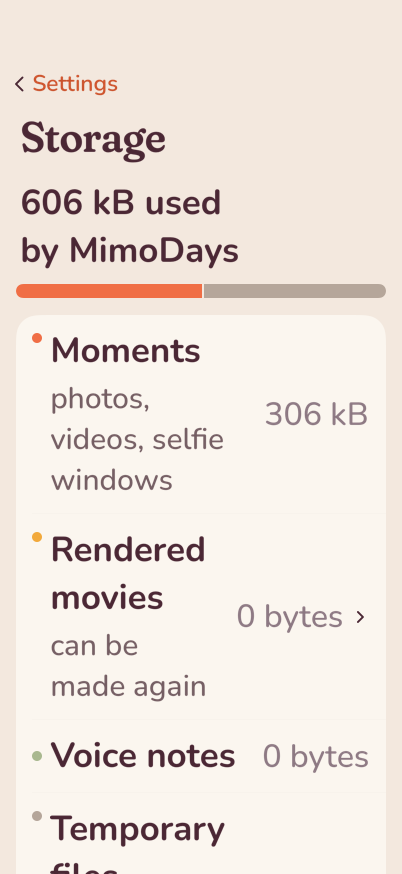 Settings
Storage
606 kB used
by MimoDays
Moments
photos,
videos, selfie
windows
306 kB
Rendered
movies
can be
made again
0 bytes
Voice notes
0 bytes
Temporary
files